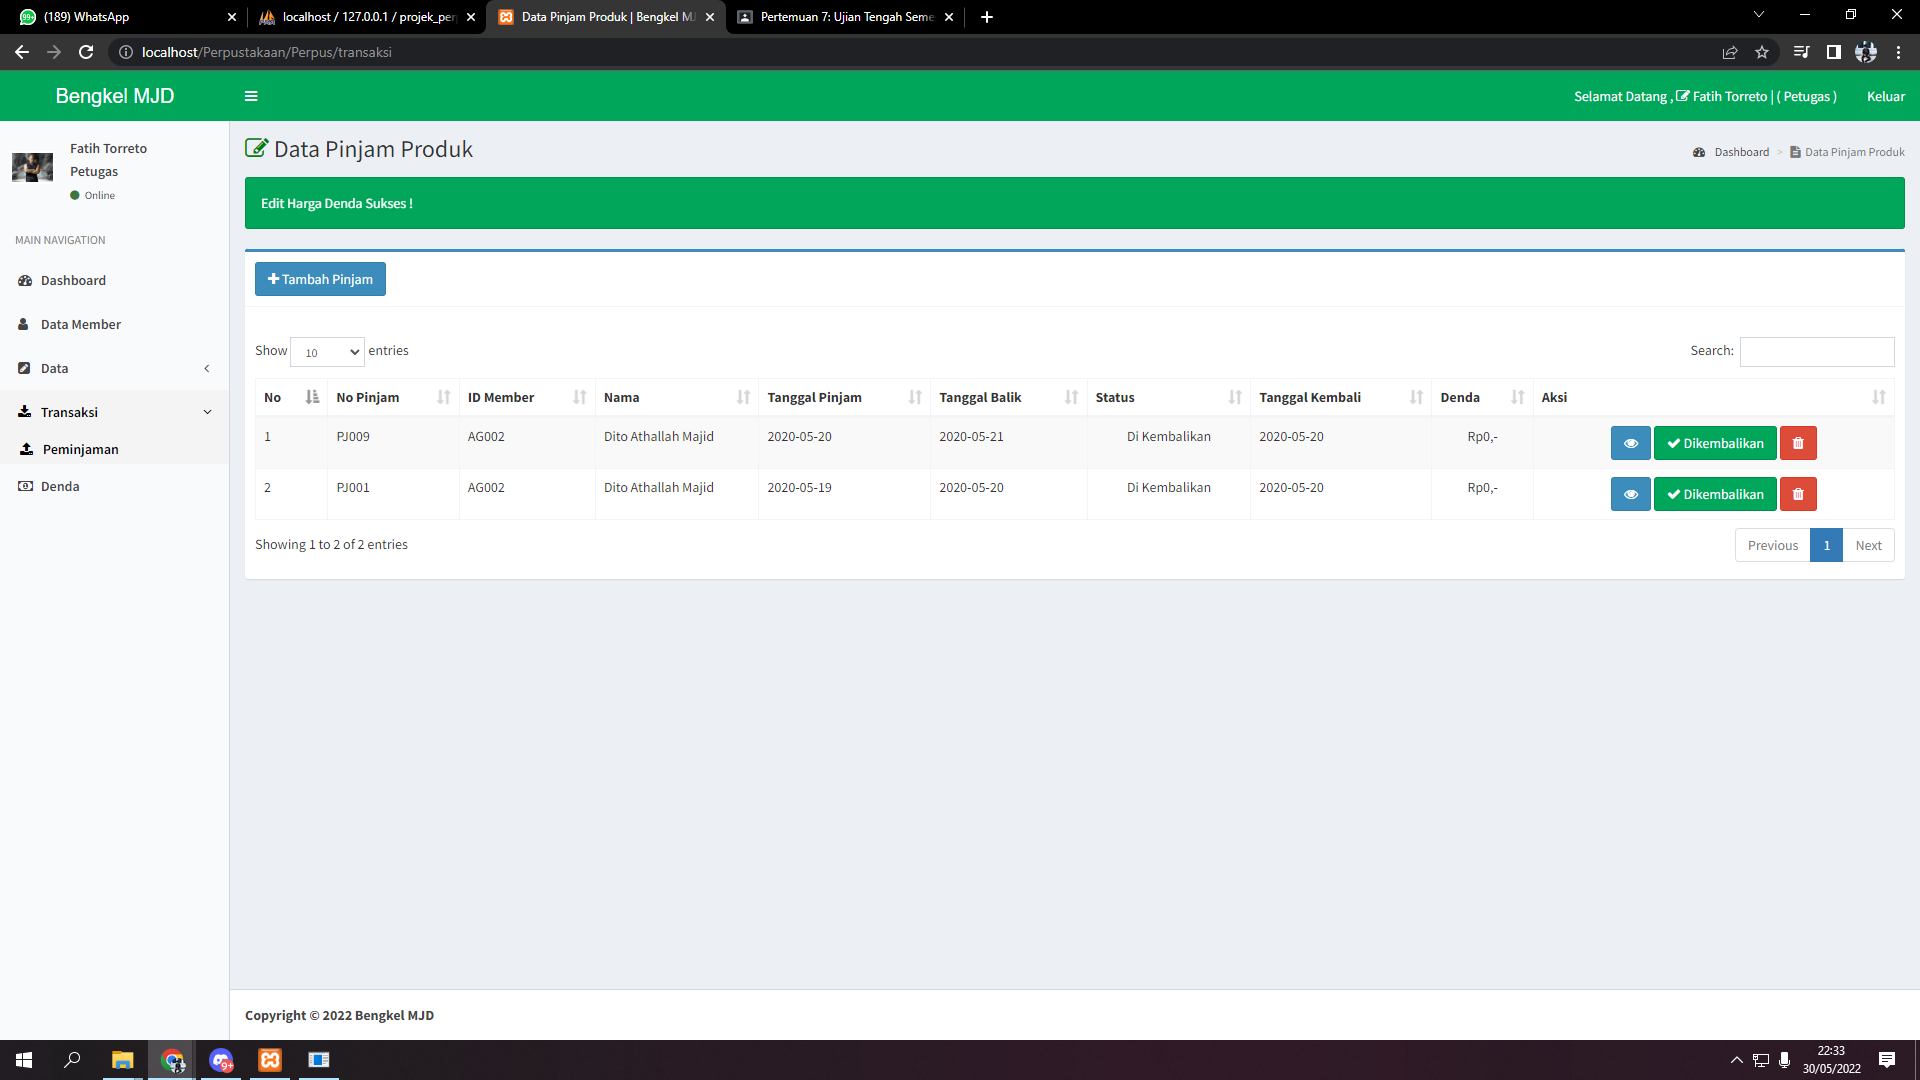 (189) WhatsApp
localhost / 127.0.0.1 / projek_per
Data Pinjam Produk | Bengkel MJ
Pertemuan 7: Ujian Tengah Seme
localhost/Perpustakaan/Perpus/transaksi
Bengkel MJD
Selamat Datang , Fatih Torreto | ( Petugas )
Keluar
Fatih Torreto
Petugas
Online
MAIN NAVIGATION
Dashboard
Data Member
Data
Transaksi
Peminjaman
Denda
Data Pinjam Produk
Dashboard > Data Pinjam Produk
Edit Harga Denda Sukses !
Tambah Pinjam
Show 10 entries
Search:
No No Pinjam ID Member Nama Tanggal Pinjam Tanggal Balik Status Tanggal Kembali Denda Aksi
1 PJ009 AG002 Dito Athallah Majid 2020-05-20 2020-05-21 Di Kembalikan 2020-05-20 Rp0,- Dikembalikan
2 PJ001 AG002 Dito Athallah Majid 2020-05-19 2020-05-20 Di Kembalikan 2020-05-20 Rp0,- Dikembalikan
Showing 1 to 2 of 2 entries
Previous 1 Next
Copyright © 2022 Bengkel MJD
9+
22:33
30/05/2022